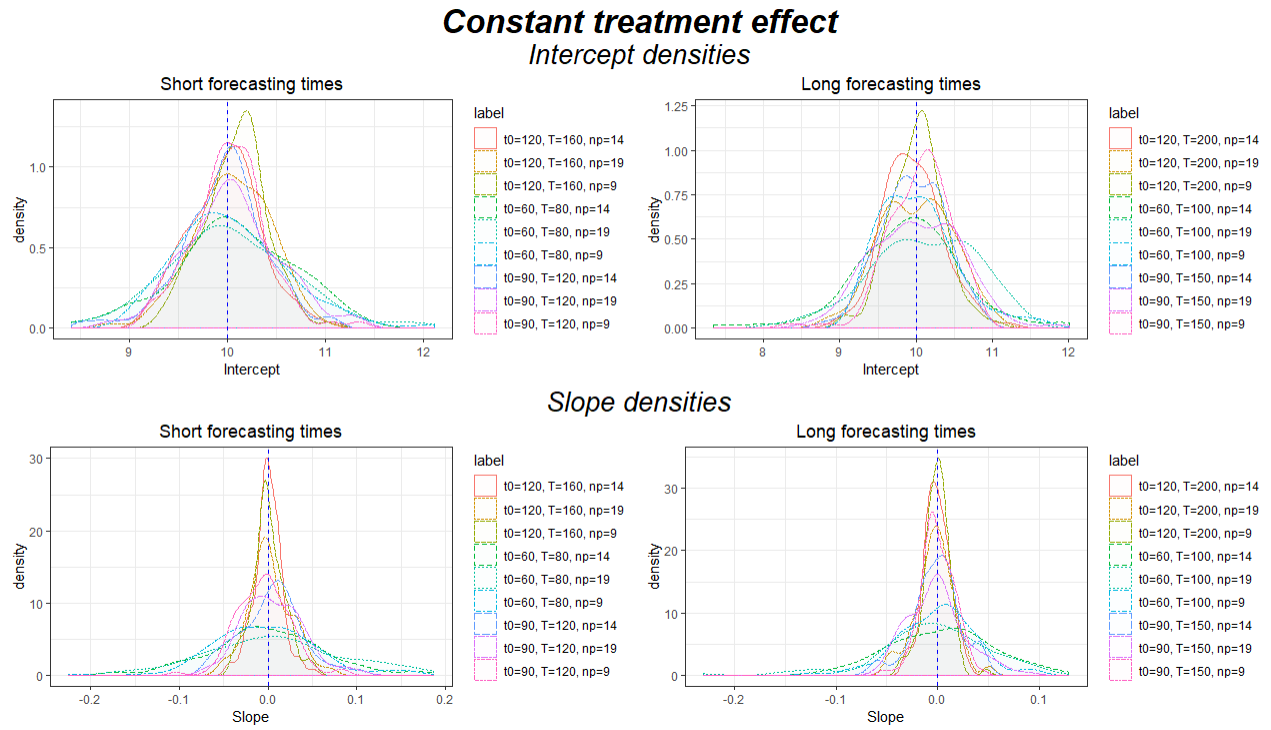 Constant treatment effect
Intercept densities
Short forecasting times
density
1.0
0.5
0.0
9
10
11
12
Intercept
label
t0=120, T=160, np=14
t0=120, T=160, np=19
t0=120, T=160, np=9
t0=60, T=80, np=14
t0=60, T=80, np=19
t0=60, T=80, np=9
t0=90, T=120, np=14
t0=90, T=120, np=19
t0=90, T=120, np=9
Long forecasting times
density
1.25
1.00
0.75
0.50
0.25
0.00
8
9
10
11
12
Intercept
label
t0=120, T=200, np=14
t0=120, T=200, np=19
t0=120, T=200, np=9
t0=60, T=100, np=14
t0=60, T=100, np=19
t0=60, T=100, np=9
t0=90, T=150, np=14
t0=90, T=150, np=19
t0=90, T=150, np=9
Slope densities
Short forecasting times
density
30
20
10
0
-0.2
-0.1
0.0
0.1
0.2
Slope
label
t0=120, T=160, np=14
t0=120, T=160, np=19
t0=120, T=160, np=9
t0=60, T=80, np=14
t0=60, T=80, np=19
t0=60, T=80, np=9
t0=90, T=120, np=14
t0=90, T=120, np=19
t0=90, T=120, np=9
Long forecasting times
density
30
20
10
0
-0.2
-0.1
0.0
0.1
Slope
label
t0=120, T=200, np=14
t0=120, T=200, np=19
t0=120, T=200, np=9
t0=60, T=100, np=14
t0=60, T=100, np=19
t0=60, T=100, np=9
t0=90, T=150, np=14
t0=90, T=150, np=19
t0=90, T=150, np=9